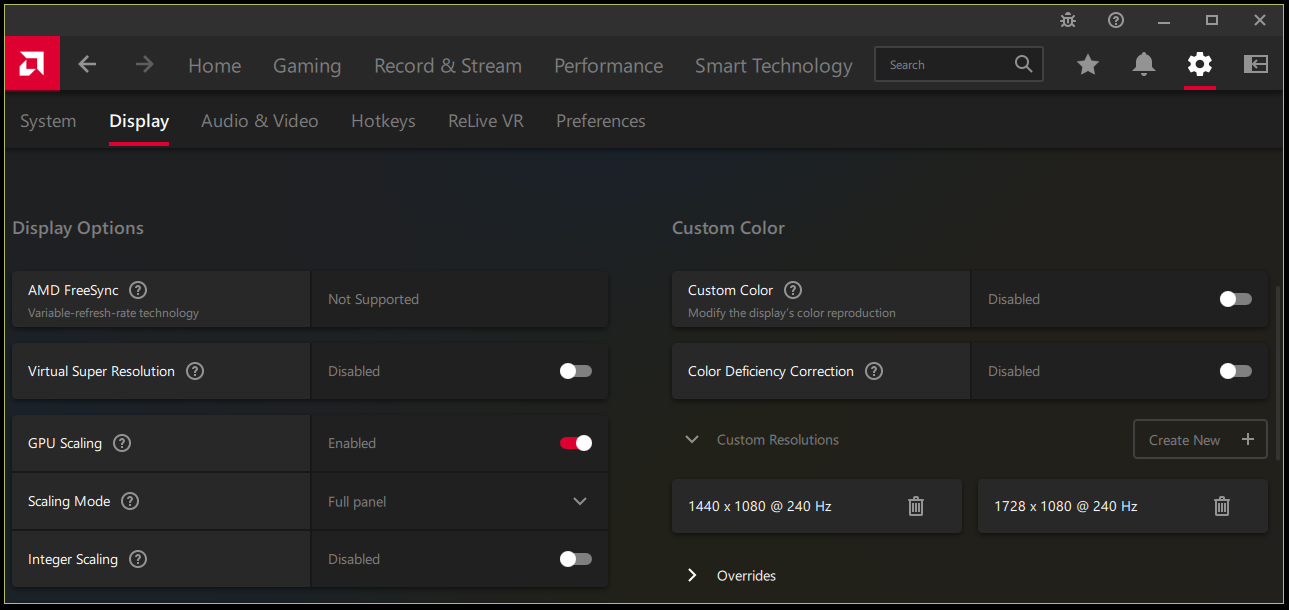 Home Gaming Record & Stream Performance Smart Technology Search
System Display Audio & Video Hotkeys ReLive VR Preferences
Display Options
AMD FreeSync
Variable-refresh-rate technology
Not Supported
Virtual Super Resolution
Disabled
GPU Scaling
Enabled
Scaling Mode
Full panel
Integer Scaling
Disabled
Custom Color
Custom Color
Modify the display's color reproduction
Disabled
Color Deficiency Correction
Disabled
Custom Resolutions
Create New
1440 x 1080 @ 240 Hz
1728 x 1080 @ 240 Hz
Overrides